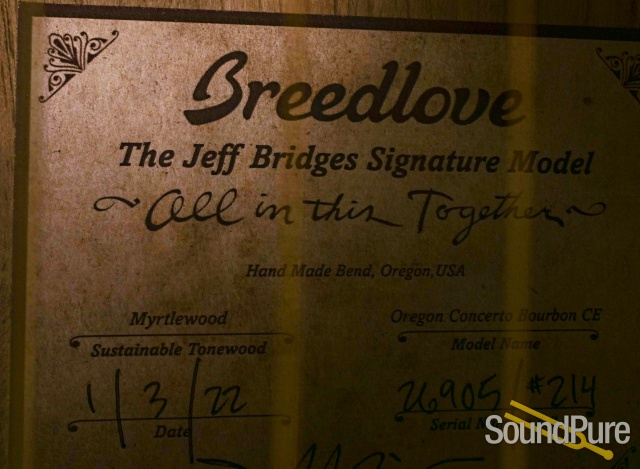 Breedlove
The Jeff Bridges Signature Model
~ All in this Together ~
Hand Made Bend, Oregon, USA
Myrtlewood
Oregon Concerto Bourbon CE
Sustainable Tonewood
Model Name
1/3/22
26905/#214
Date
Serial
SoundPure